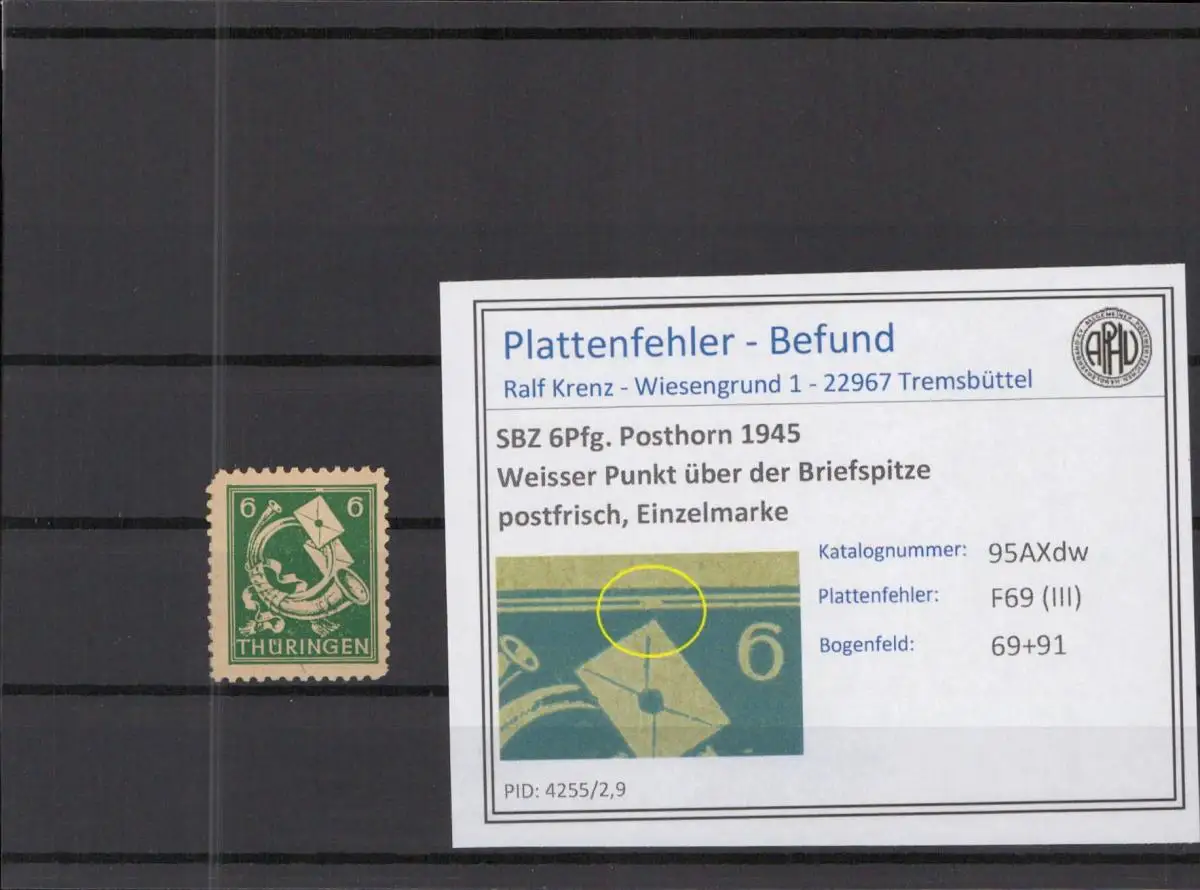 6 6
THÜRINGEN
Plattenfehler - Befund
Ralf Krenz - Wiesengrund 1 - 22967 Tremsbüttel
APHV
SBZ 6Pfg. Posthorn 1945
Weisser Punkt über der Briefspitze
postfrisch, Einzelmarke
Katalognummer: 95AXdw
Plattenfehler: F69 (III)
Bogenfeld: 69+91
6
PID: 4255/2,9